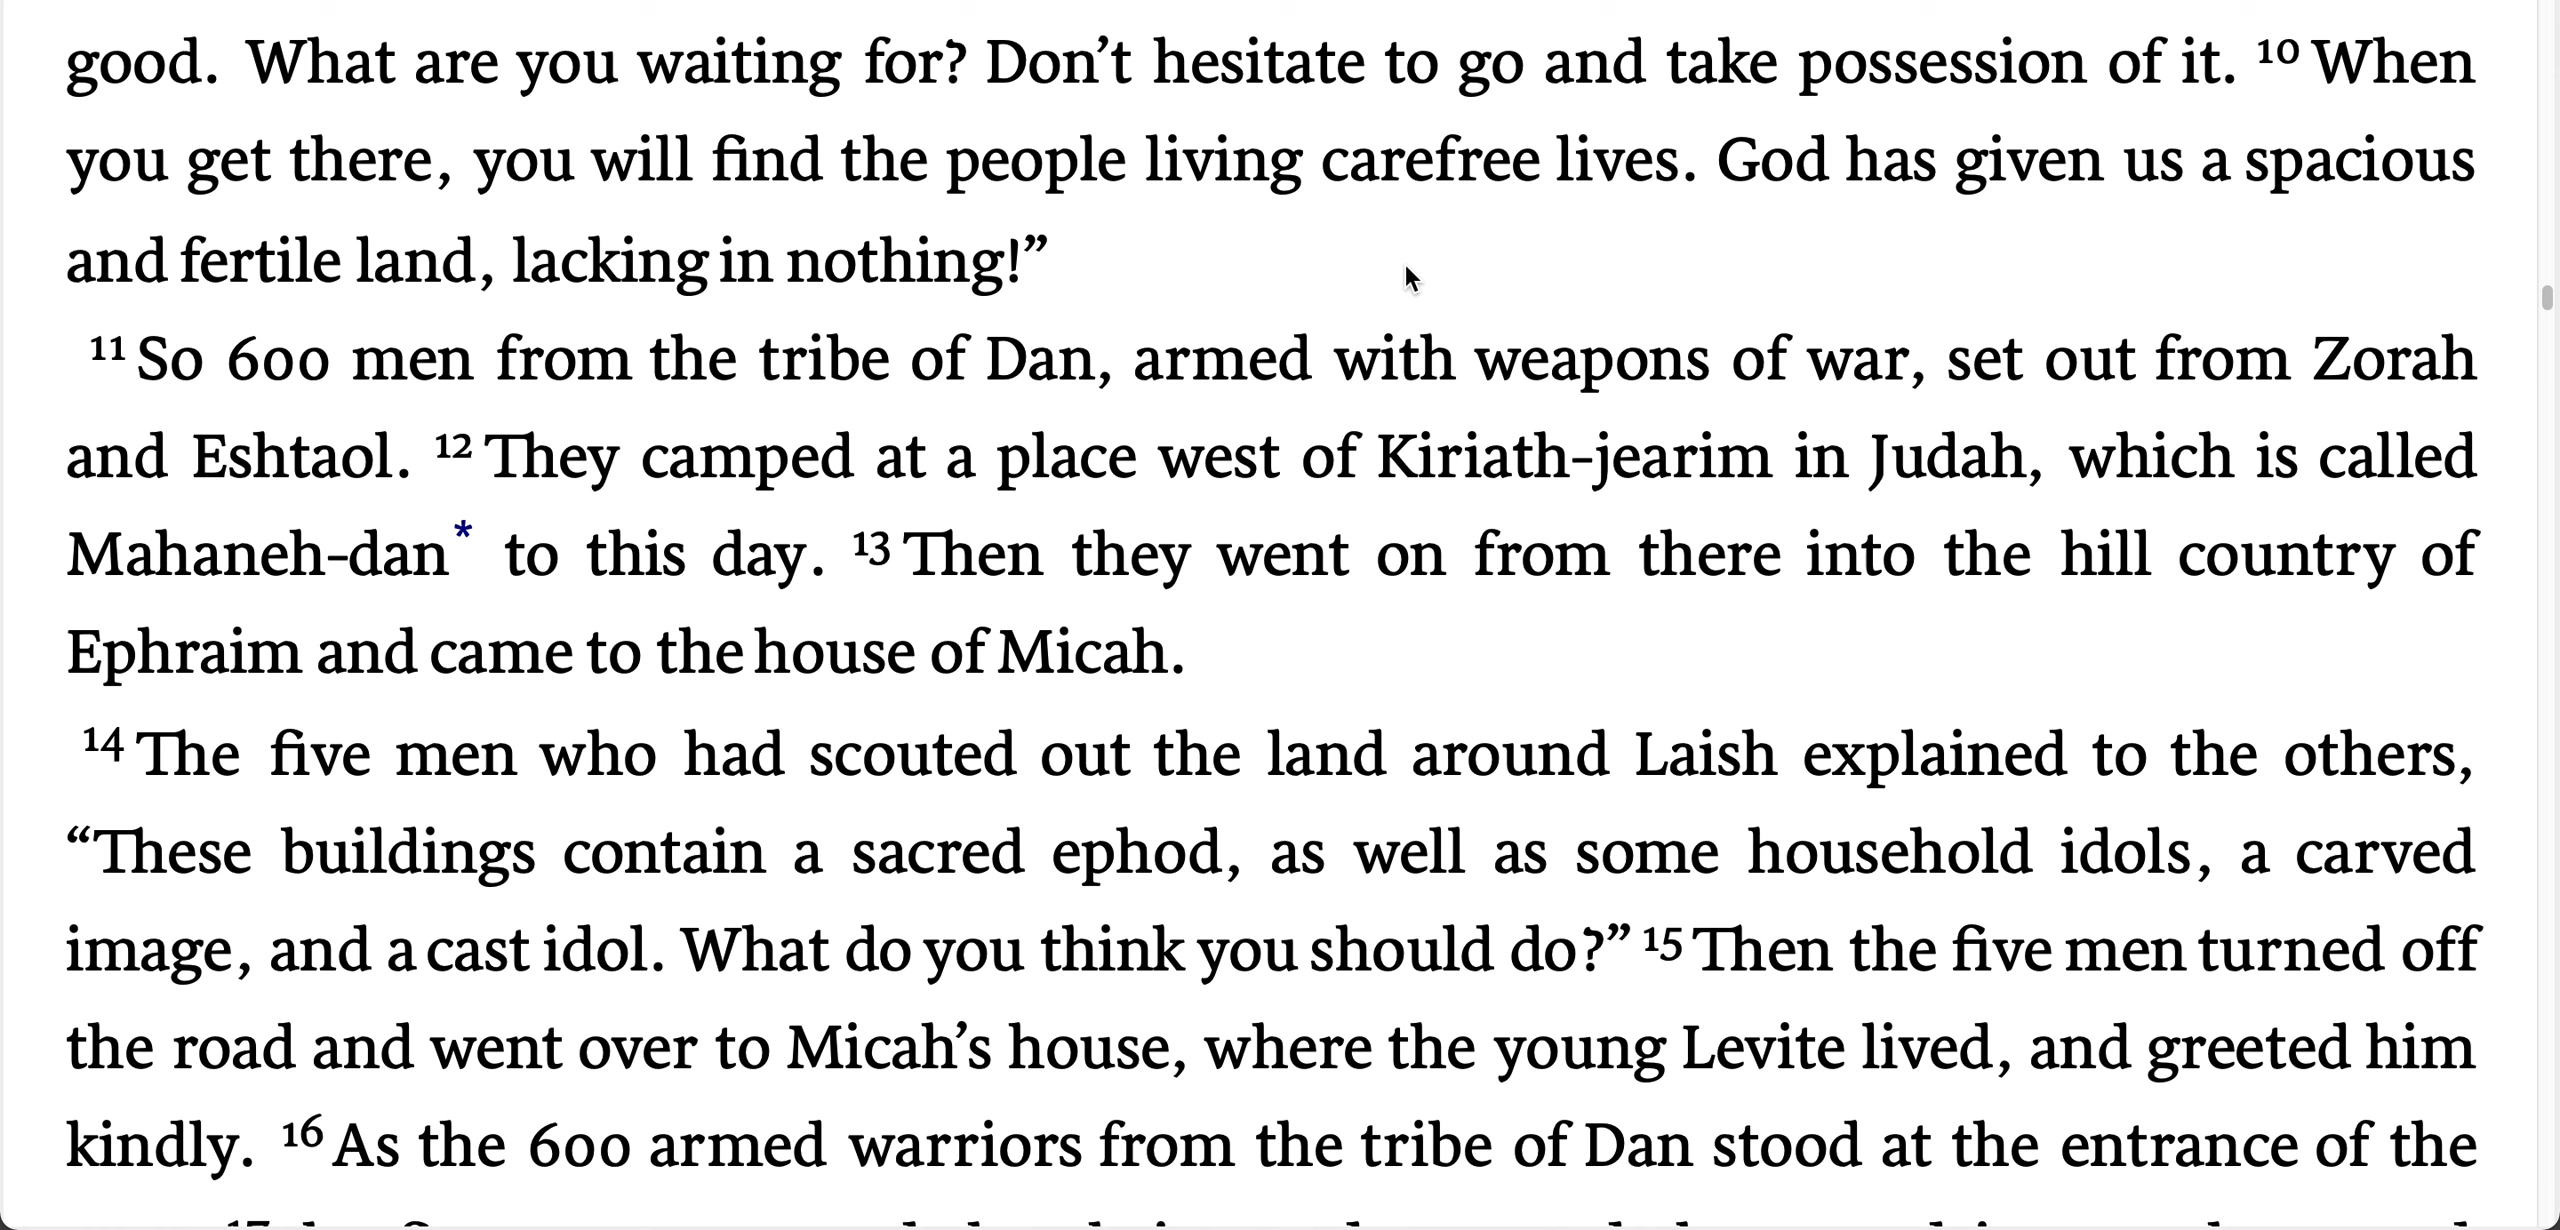 good. What are you waiting for? Don’t hesitate to go and take possession of it. 10 When
you get there, you will find the people living carefree lives. God has given us a spacious
and fertile land, lacking in nothing!”
11 So 600 men from the tribe of Dan, armed with weapons of war, set out from Zorah
and Eshtaol. 12 They camped at a place west of Kiriath-jearim in Judah, which is called
Mahaneh-dan* to this day. 13 Then they went on from there into the hill country of
Ephraim and came to the house of Micah.
14 The five men who had scouted out the land around Laish explained to the others,
“These buildings contain a sacred ephod, as well as some household idols, a carved
image, and a cast idol. What do you think you should do?” 15 Then the five men turned off
the road and went over to Micah’s house, where the young Levite lived, and greeted him
kindly. 16 As the 600 armed warriors from the tribe of Dan stood at the entrance of the